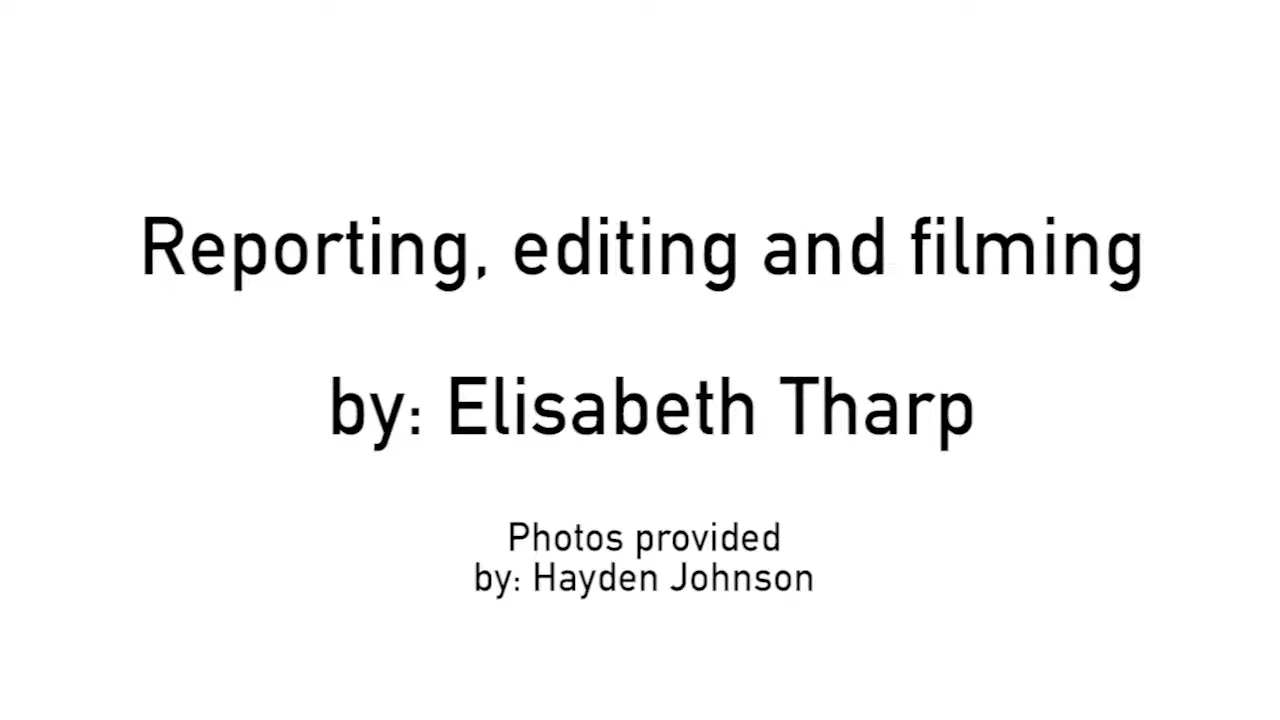 Reporting, editing and filming
by: Elisabeth Tharp
Photos provided
by: Hayden Johnson